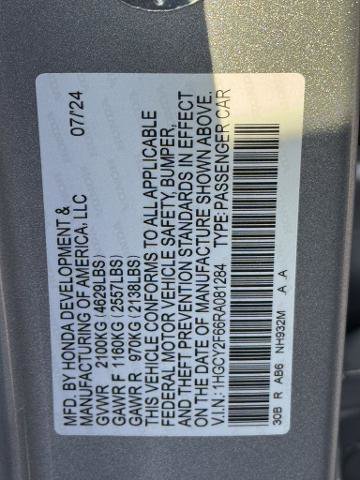 MFD. BY HONDA DEVELOPMENT & 07/24
MANUFACTURING OF AMERICA, LLC
GVWR 2100KG (4629LBS)
GAWR F 1160KG (2557LBS)
GAWR R 970KG (2138LBS)
THIS VEHICLE CONFORMS TO ALL APPLICABLE
FEDERAL MOTOR VEHICLE SAFETY, BUMPER,
AND THEFT PREVENTION STANDARDS IN EFFECT
ON THE DATE OF MANUFACTURE SHOWN ABOVE.
V.I.N.: 1HGCY2F66RA081284 TYPE: PASSENGER CAR
30B R AB6 NH932M A A